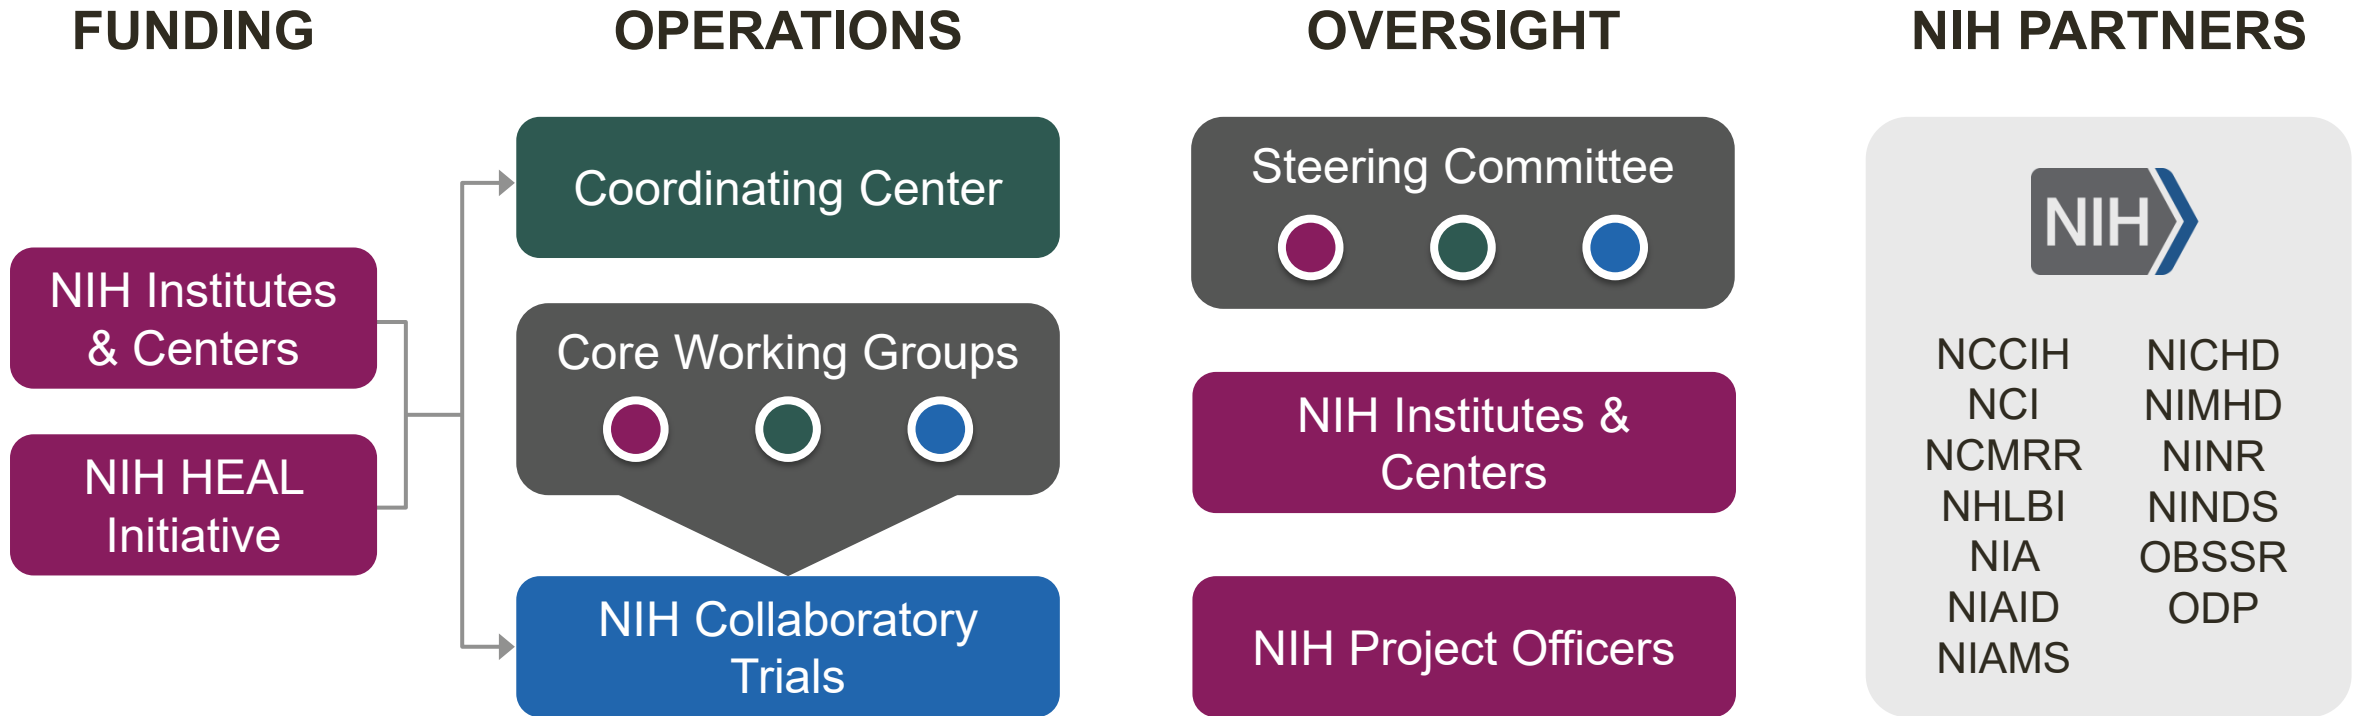 FUNDING
OPERATIONS
OVERSIGHT
NIH PARTNERS
NIH Institutes
& Centers
NIH HEAL
Initiative
Coordinating Center
Core Working Groups
NIH Collaboratory
Trials
Steering Committee
NIH Institutes &
Centers
NIH Project Officers
NIH
NCCIH
NCI
NCMRR
NHLBI
NIA
NIAID
NIAMS
NICHD
NIMHD
NINR
NINDS
OBSSR
ODP